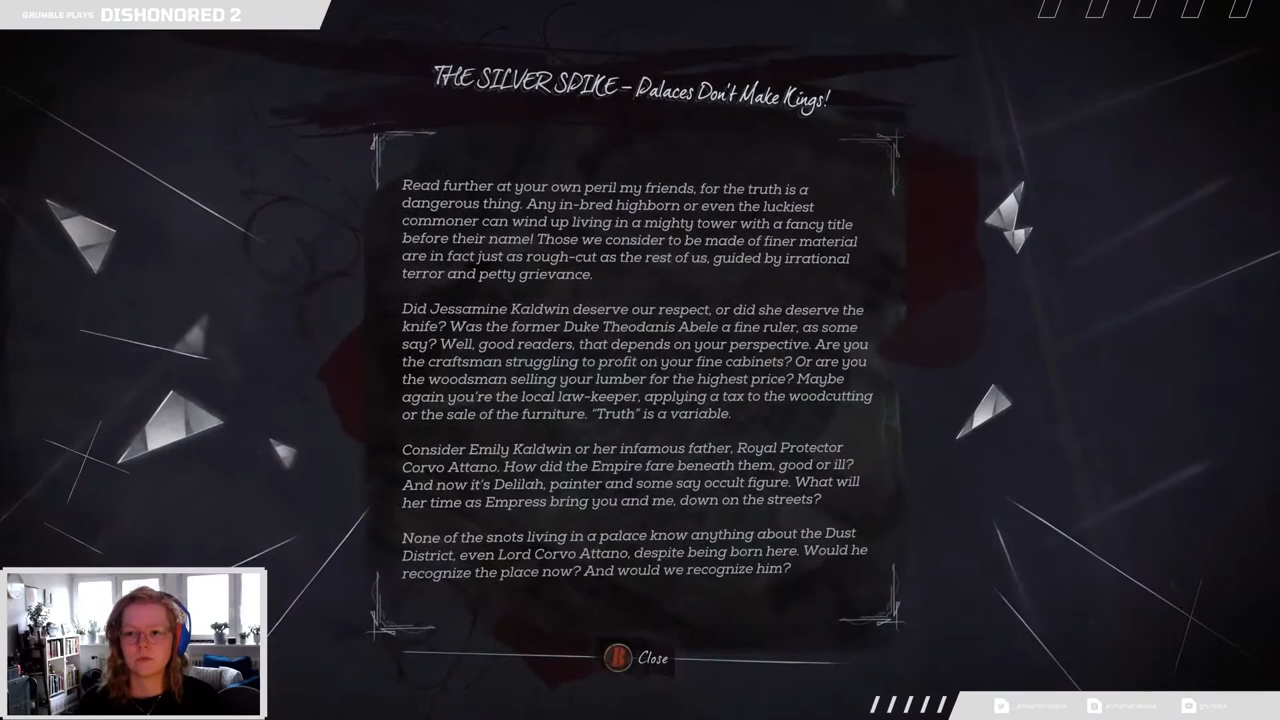 GRUMBLE PLAYS DISHONORED 2
THE SILVER SPIKE – Palaces Don't Make Kings!
Read further at your own peril my friends, for the truth is a
dangerous thing. Any in-bred highborn or even the luckiest
commoner can wind up living in a mighty tower with a fancy title
before their name! Those we consider to be made of finer material
are in fact just as rough-cut as the rest of us, guided by irrational
terror and petty grievance.
Did Jessamine Kaldwin deserve our respect, or did she deserve the
knife? Was the former Duke Theodanis Abele a fine ruler, as some
say? Well, good readers, that depends on your perspective. Are you
the craftsman struggling to profit on your fine cabinets? Or are you
the woodsman selling your lumber for the highest price? Maybe
again you're the local law-keeper, applying a tax to the woodcutting
or the sale of the furniture. "Truth" is a variable.
Consider Emily Kaldwin or her infamous father, Royal Protector
Corvo Attano. How did the Empire fare beneath them, good or ill?
And now it's Delilah, painter and some say occult figure. What will
her time as Empress bring you and me, down on the streets?
None of the snots living in a palace know anything about the Dust
District, even Lord Corvo Attano, despite being born here. Would he
recognize the place now? And would we recognize him?
B Close